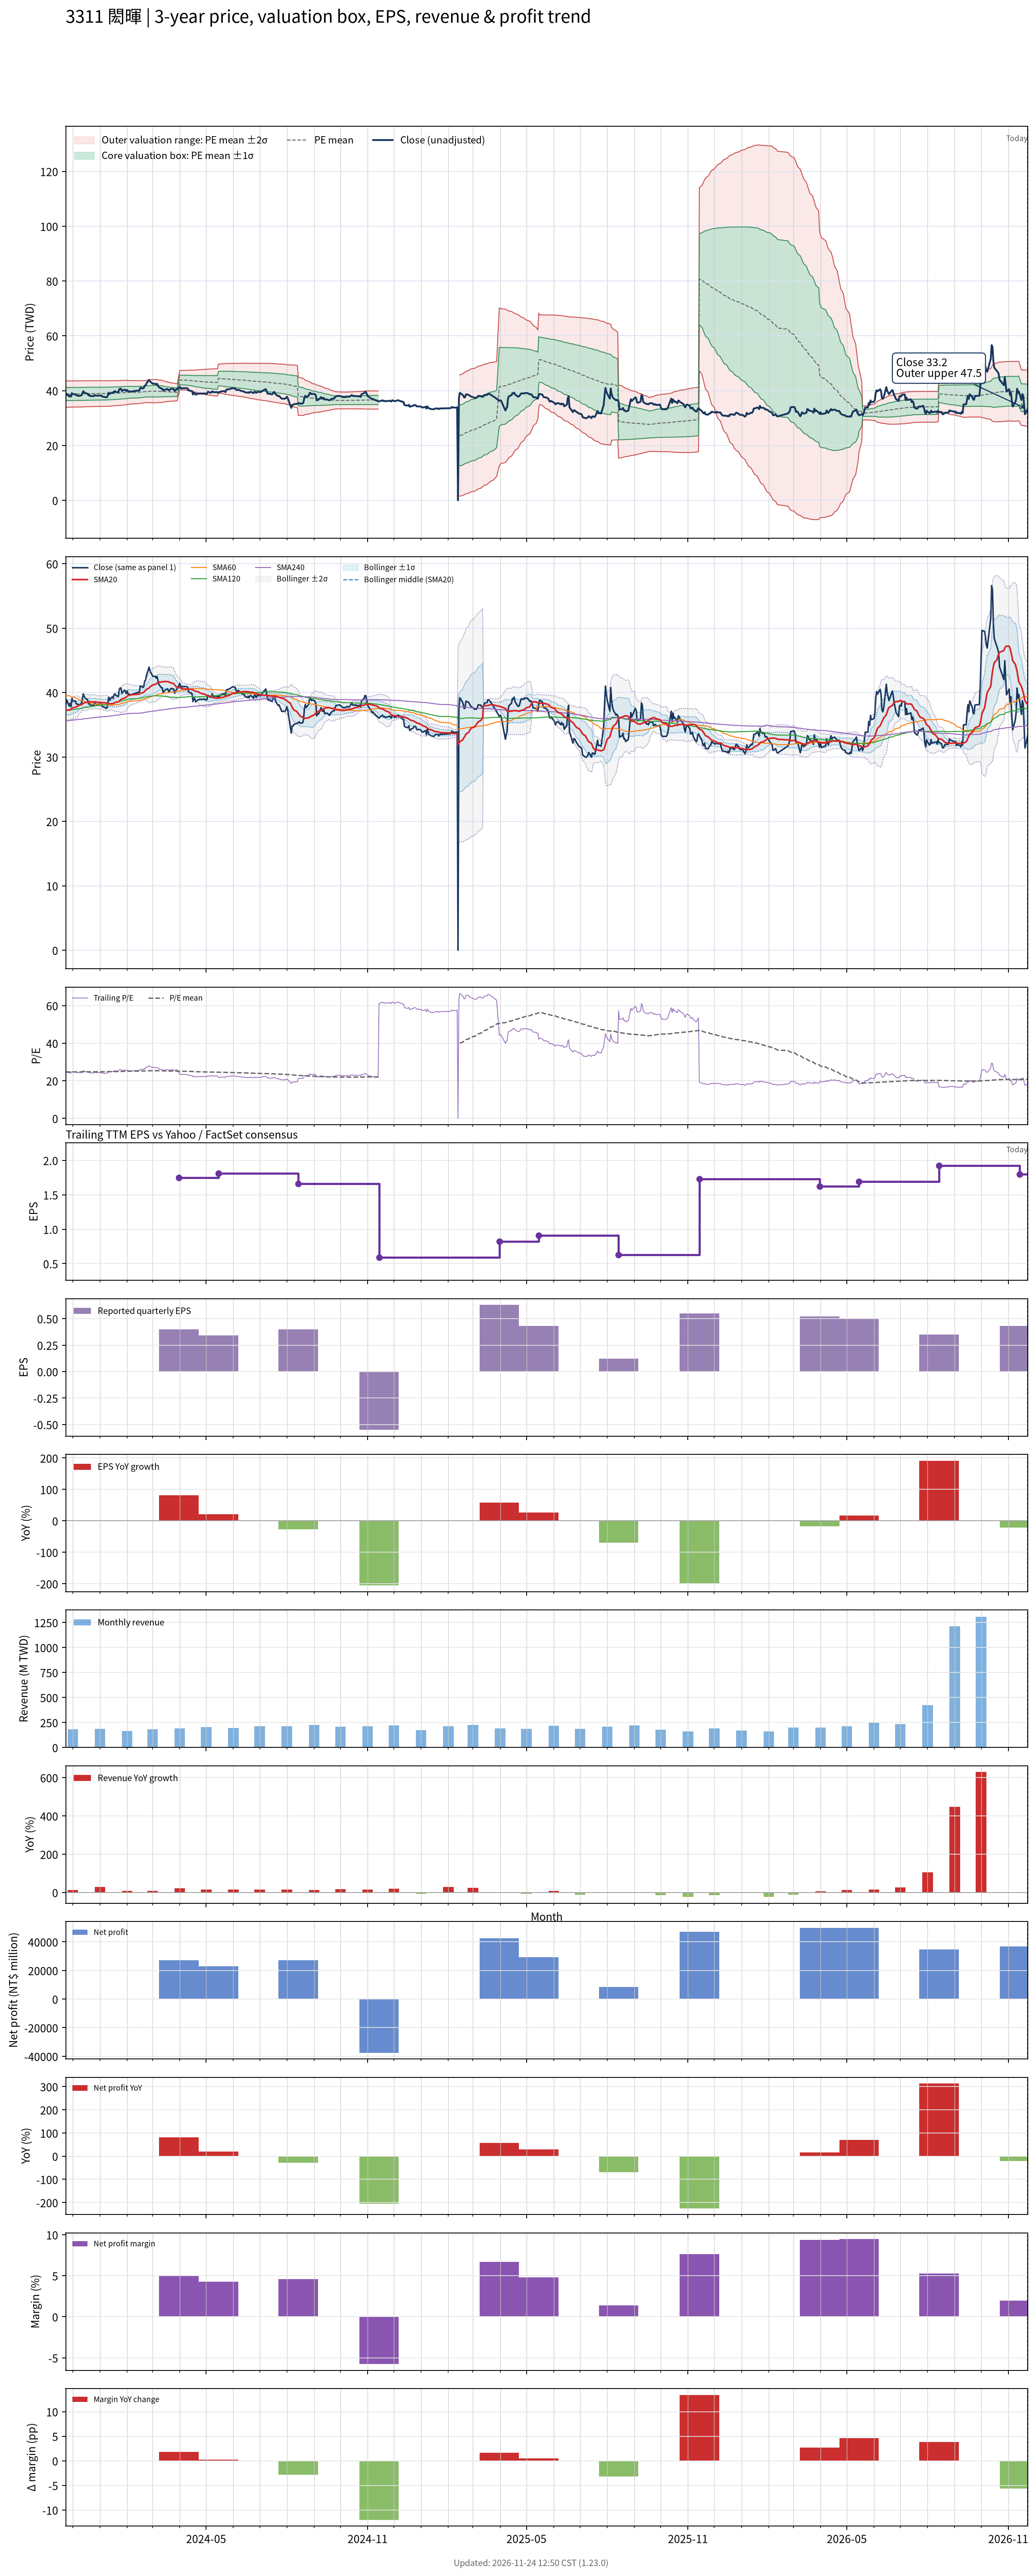 3311 閎暉 | 3-year price, valuation box, EPS, revenue & profit trend
Outer valuation range: PE mean ±2σ
Core valuation box: PE mean ±1σ
PE mean
Close (unadjusted)
Today
Price (TWD)
120
100
80
60
40
20
0
Close 33.2
Outer upper 47.5
Close (same as panel 1)
SMA20
SMA60
SMA120
SMA240
Bollinger ±2σ
Bollinger ±1σ
Bollinger middle (SMA20)
Price
60
50
40
30
20
10
0
Trailing P/E
P/E mean
P/E
60
40
20
0
Trailing TTM EPS vs Yahoo / FactSet consensus
Today
EPS
2.0
1.5
1.0
0.5
Reported quarterly EPS
EPS
0.50
0.25
0.00
-0.25
-0.50
EPS YoY growth
YoY (%)
200
100
0
-100
-200
Monthly revenue
Revenue (M TWD)
1250
1000
750
500
250
0
Revenue YoY growth
YoY (%)
600
400
200
0
Month
Net profit
Net profit (NT$ million)
40000
20000
0
-20000
-40000
Net profit YoY
YoY (%)
300
200
100
0
-100
-200
Net profit margin
Margin (%)
10
5
0
-5
Margin YoY change
Δ margin (pp)
10
5
0
-5
-10
2024-05
2024-11
2025-05
2025-11
2026-05
2026-11
Updated: 2026-11-24 12:50 CST (1.23.0)